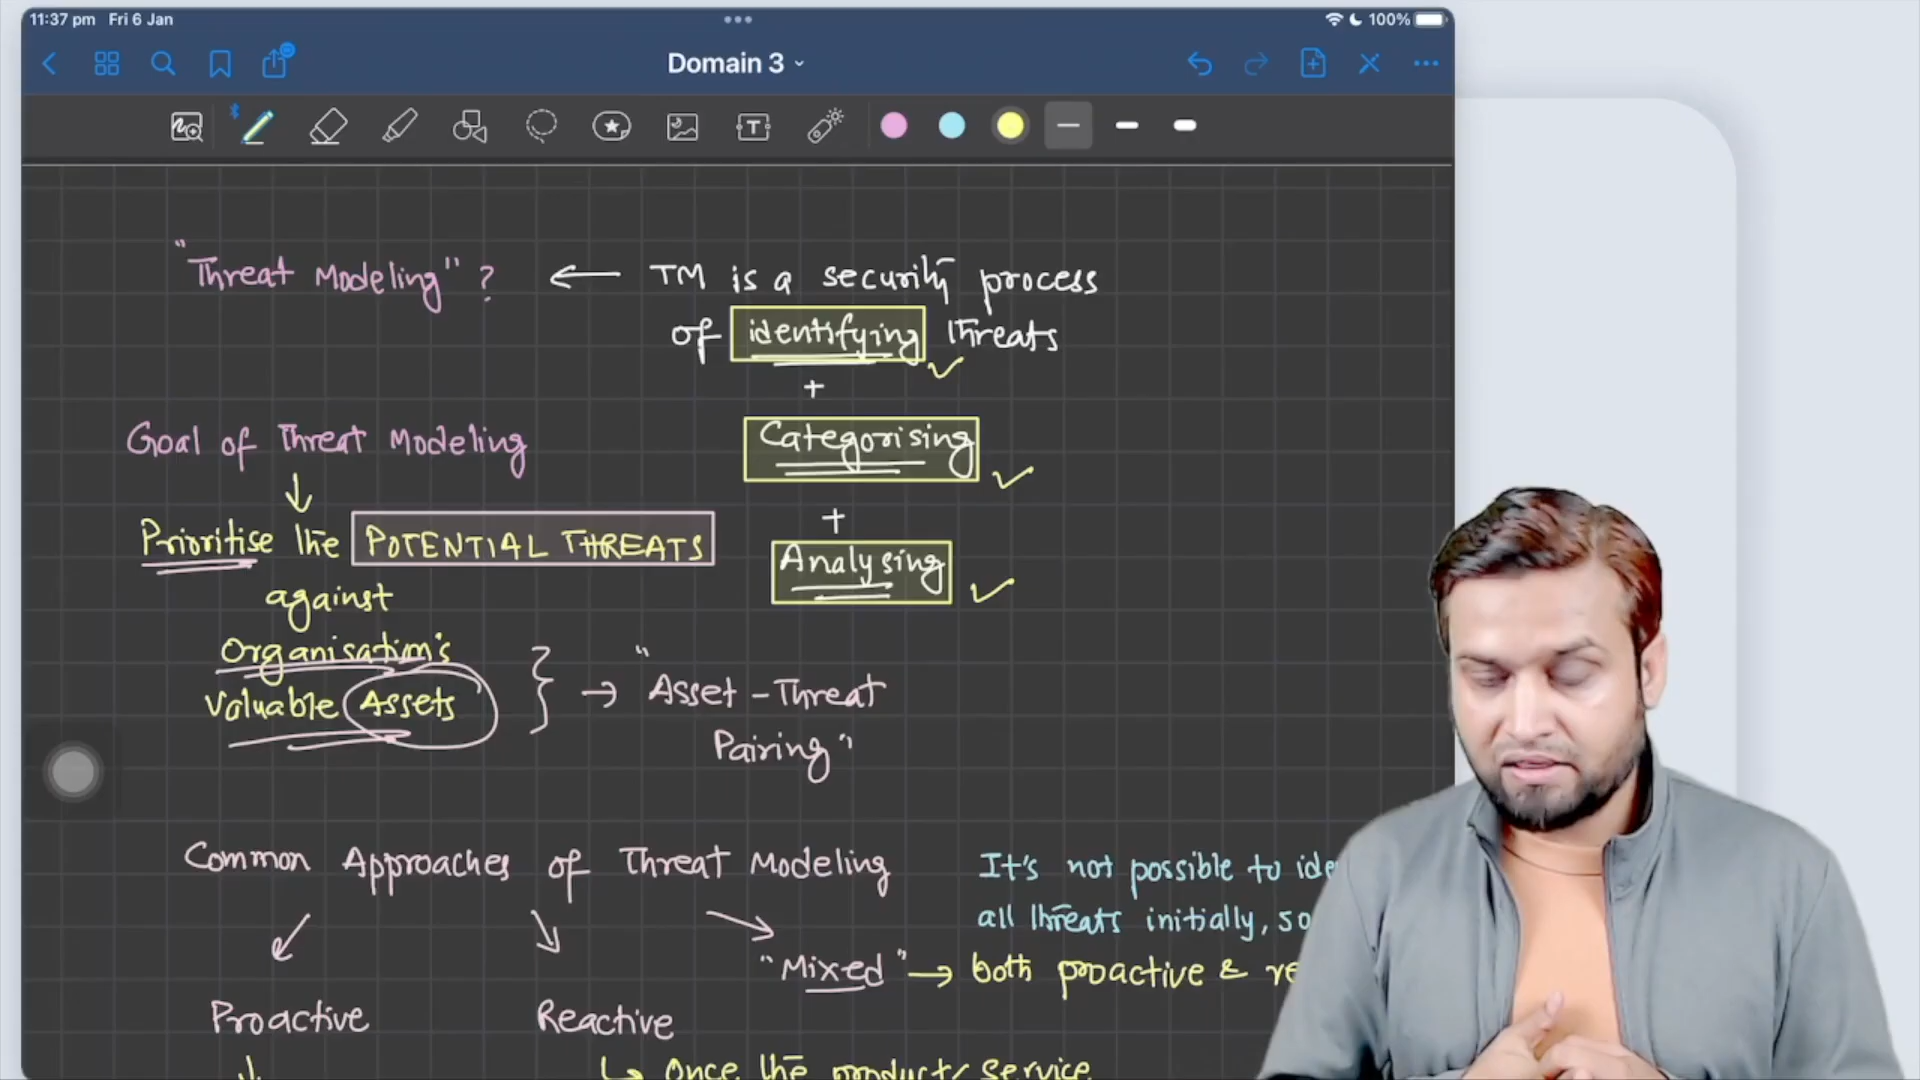 11:37 pm Fri 6 Jan
100%
Domain 3
"Threat Modeling" ?
TM is a security process
of identifying threats
+
Categorising
+
Analysing
Goal of Threat Modeling
Prioritise the POTENTIAL THREATS
against
Organisation's
Valuable Assets
"Asset - Threat
Pairing"
Common Approaches of Threat Modeling
Proactive
Reactive
"Mixed"
It's not possible to
all threats initially, so
both proactive &
Once the product/service